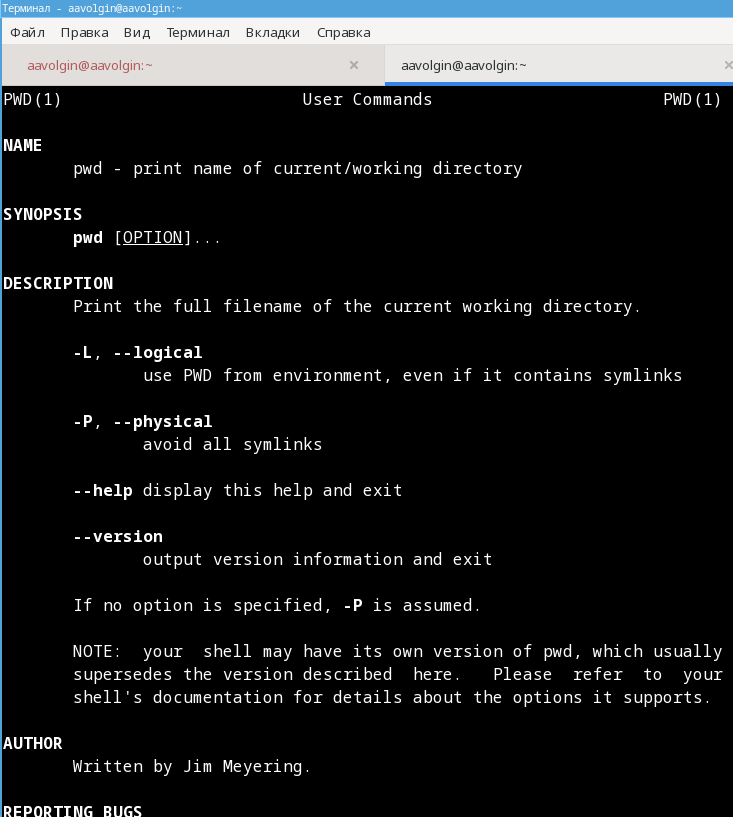 Терминал - aavolgin@aavolgin:~
Файл Правка Вид Терминал Вкладки Справка
aavolgin@aavolgin:~ × aavolgin@aavolgin:~ ×
PWD(1) User Commands PWD(1)
NAME
pwd - print name of current/working directory
SYNOPSIS
pwd [OPTION]...
DESCRIPTION
Print the full filename of the current working directory.
-L, --logical
use PWD from environment, even if it contains symlinks
-P, --physical
avoid all symlinks
--help display this help and exit
--version
output version information and exit
If no option is specified, -P is assumed.
NOTE:  your  shell may have its own version of pwd, which usually
supersedes the version described  here.   Please  refer  to  your
shell's documentation for details about the options it supports.
AUTHOR
Written by Jim Meyering.
REPORTING BUGS